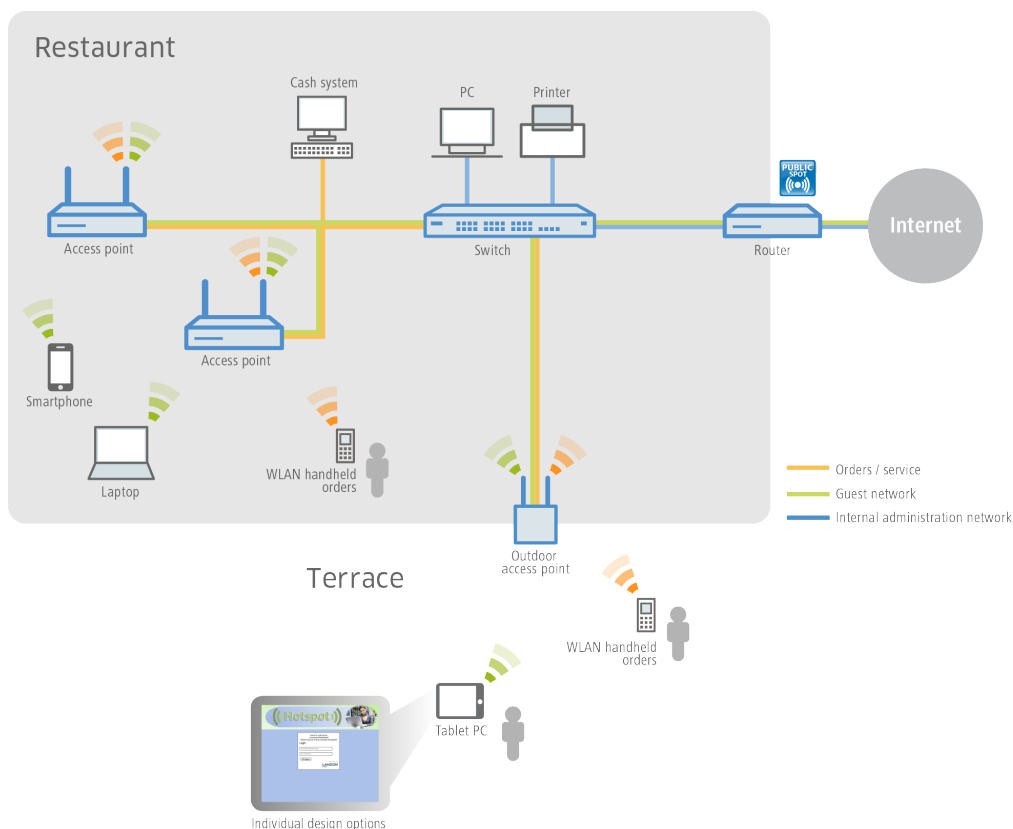 Restaurant
Cash system
PC
Printer
PUBLIC
SPOT
Access point
Switch
Router
Internet
Access point
Smartphone
Laptop
WLAN handheld
orders
Orders / service
Guest network
Internal administration network
Outdoor
access point
Terrace
WLAN handheld
orders
Tablet PC
Hotspot
Login
LANCOM
Individual design options